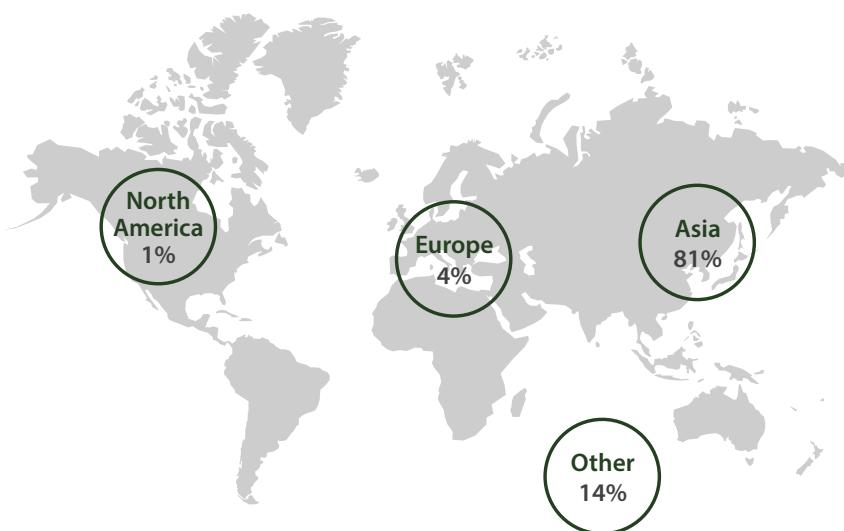 North
America
1%
Europe
4%
Asia
81%
Other
14%